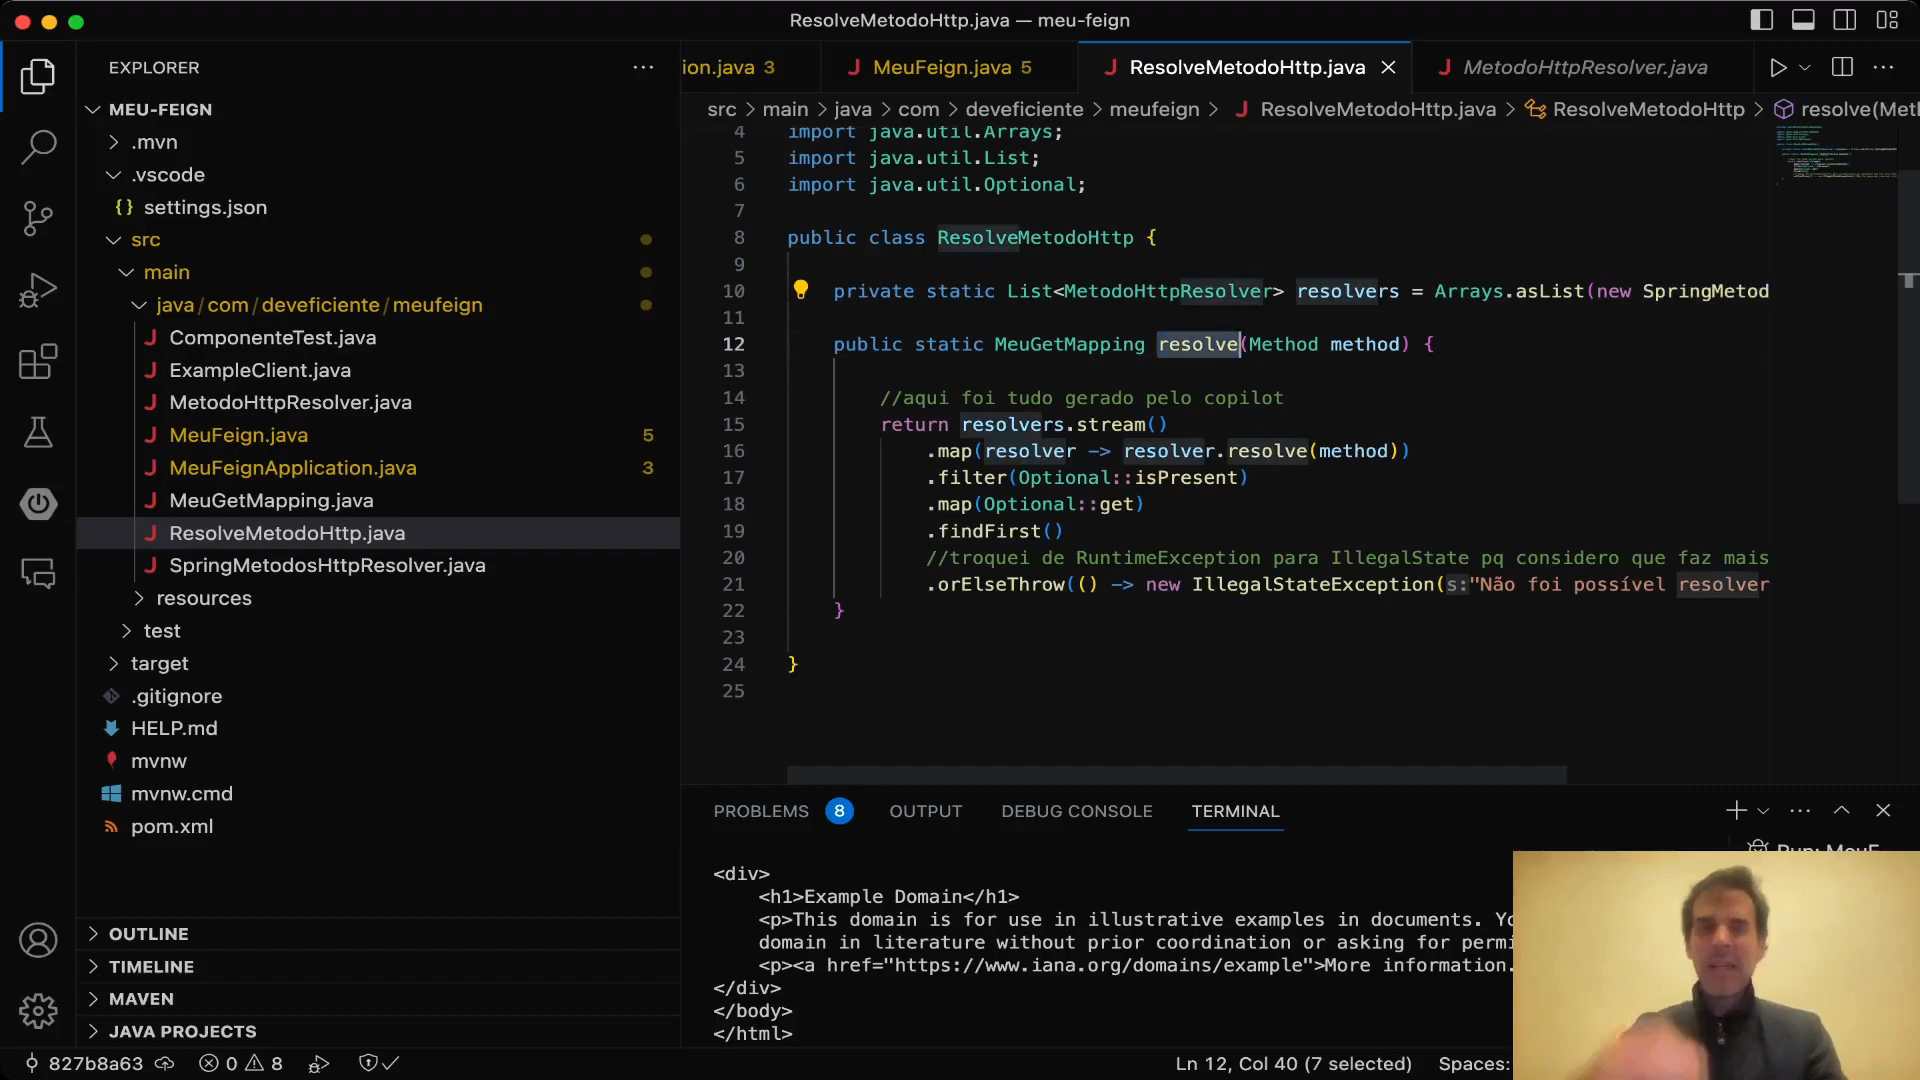 ResolveMetodoHttp.java — meu-feign
EXPLORER
MEU-FEIGN
.mvn
.vscode
{} settings.json
src
main
java / com / deveficiente / meufeign
J ComponenteTest.java
J ExampleClient.java
J MetodoHttpResolver.java
J MeuFeign.java 5
J MeuFeignApplication.java 3
J MeuGetMapping.java
J ResolveMetodoHttp.java
J SpringMetodosHttpResolver.java
resources
test
target
.gitignore
HELP.md
mvnw
mvnw.cmd
pom.xml
OUTLINE
TIMELINE
MAVEN
JAVA PROJECTS
ion.java 3
J MeuFeign.java 5
J ResolveMetodoHttp.java
J MetodoHttpResolver.java
src > main > java > com > deveficiente > meufeign > J ResolveMetodoHttp.java > ResolveMetodoHttp > resolve(Met
4 import java.util.Arrays;
5 import java.util.List;
6 import java.util.Optional;
7
8 public class ResolveMetodoHttp {
9
10 private static List<MetodoHttpResolver> resolvers = Arrays.asList(new SpringMetod
11
12 public static MeuGetMapping resolve(Method method) {
13
14 //aqui foi tudo gerado pelo copilot
15 return resolvers.stream()
16 .map(resolver -> resolver.resolve(method))
17 .filter(Optional::isPresent)
18 .map(Optional::get)
19 .findFirst()
20 //troquei de RuntimeException para IllegalState pq considero que faz mais
21 .orElseThrow(() -> new IllegalStateException(s:"Não foi possível resolver
22 }
23
24 }
25
PROBLEMS 8 OUTPUT DEBUG CONSOLE TERMINAL
<div>
<h1>Example Domain</h1>
<p>This domain is for use in illustrative examples in documents. Yo
domain in literature without prior coordination or asking for permi
<p><a href="https://www.iana.org/domains/example">More information.
</div>
</body>
</html>
827b8a63 0 8 Ln 12, Col 40 (7 selected) Spaces: